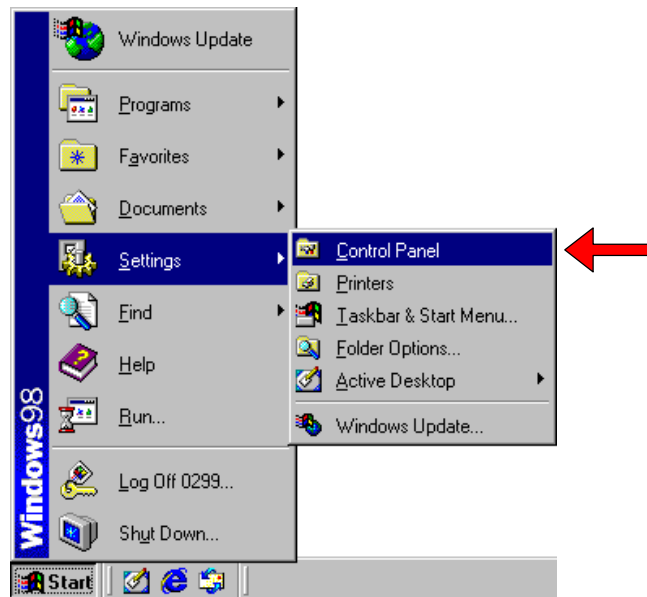 Windows Update
Programs
Favorites
Documents
Settings
Find
Help
Run...
Log Off 0299...
Shut Down...
Windows98
Control Panel
Printers
Taskbar & Start Menu...
Folder Options...
Active Desktop
Windows Update...
Start